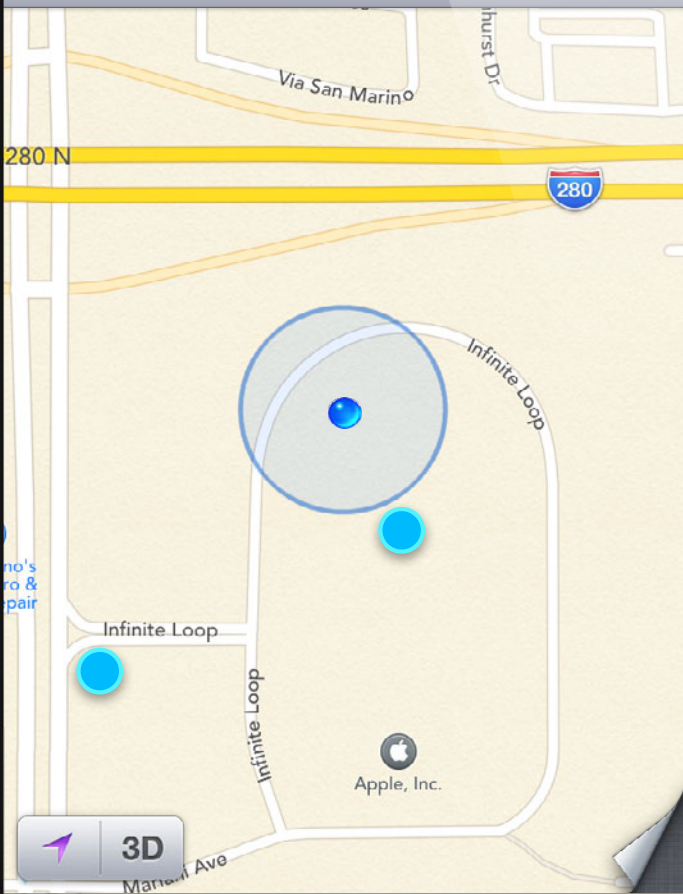 hurst Dr
Via San Marino
280 N
280
Infinite Loop
no's
ro &
epair
Infinite Loop
Infinite Loop
Apple, Inc.
3D
Mariani Ave